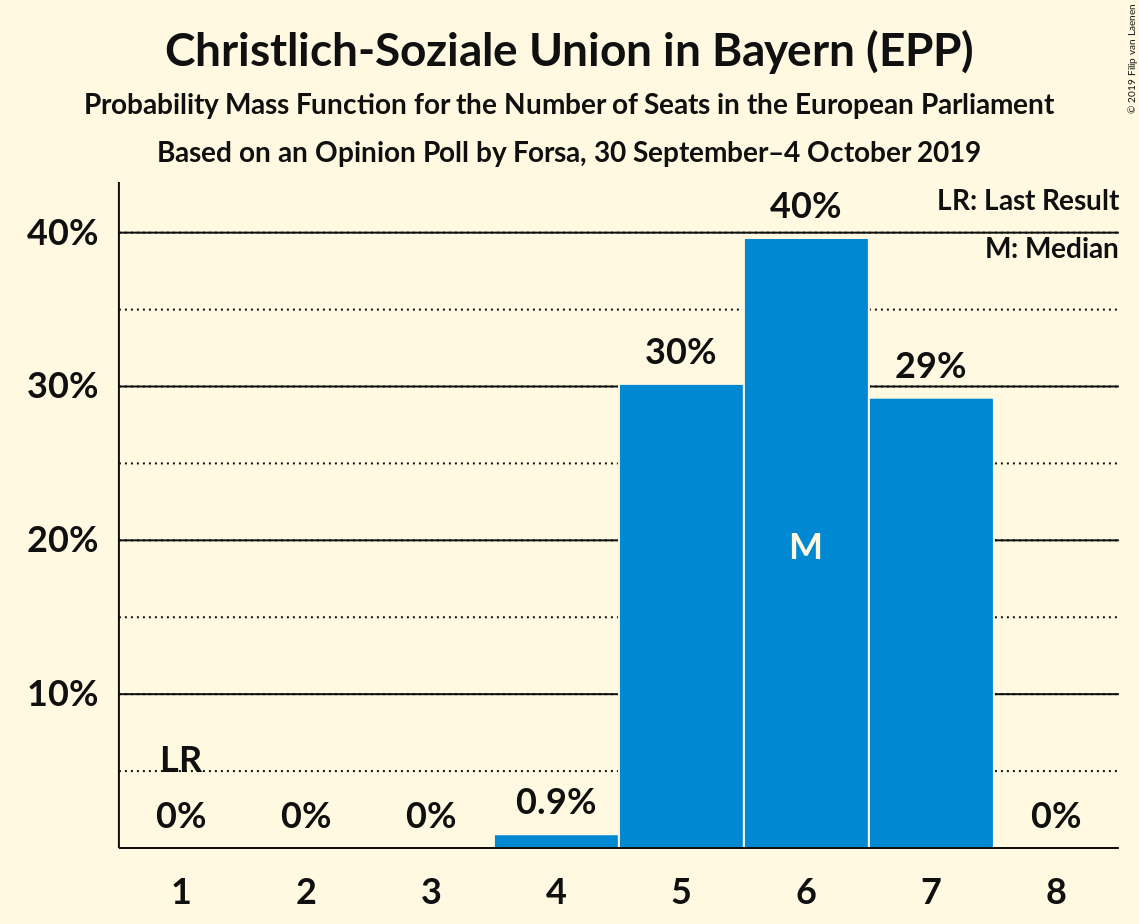 Christlich-Soziale Union in Bayern (EPP)
Probability Mass Function for the Number of Seats in the European Parliament
Based on an Opinion Poll by Forsa, 30 September–4 October 2019
© 2019 Filip van Laenen
LR: Last Result
M: Median
40%
30%
20%
10%
LR
0%
0%
0%
0.9%
30%
40%
M
29%
0%
1
2
3
4
5
6
7
8